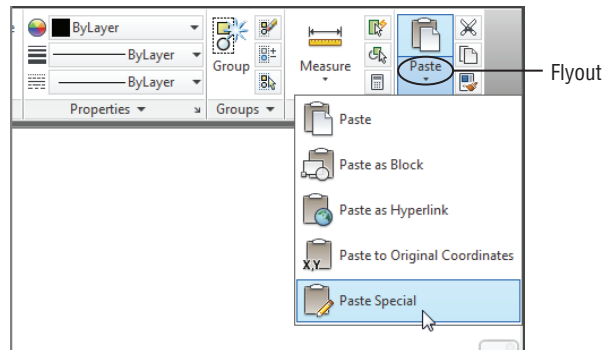 ByLayer
ByLayer
ByLayer
Properties
Group
Groups
Measure
Paste
Flyout
Paste
Paste as Block
Paste as Hyperlink
X,Y... Paste to Original Coordinates
Paste Special